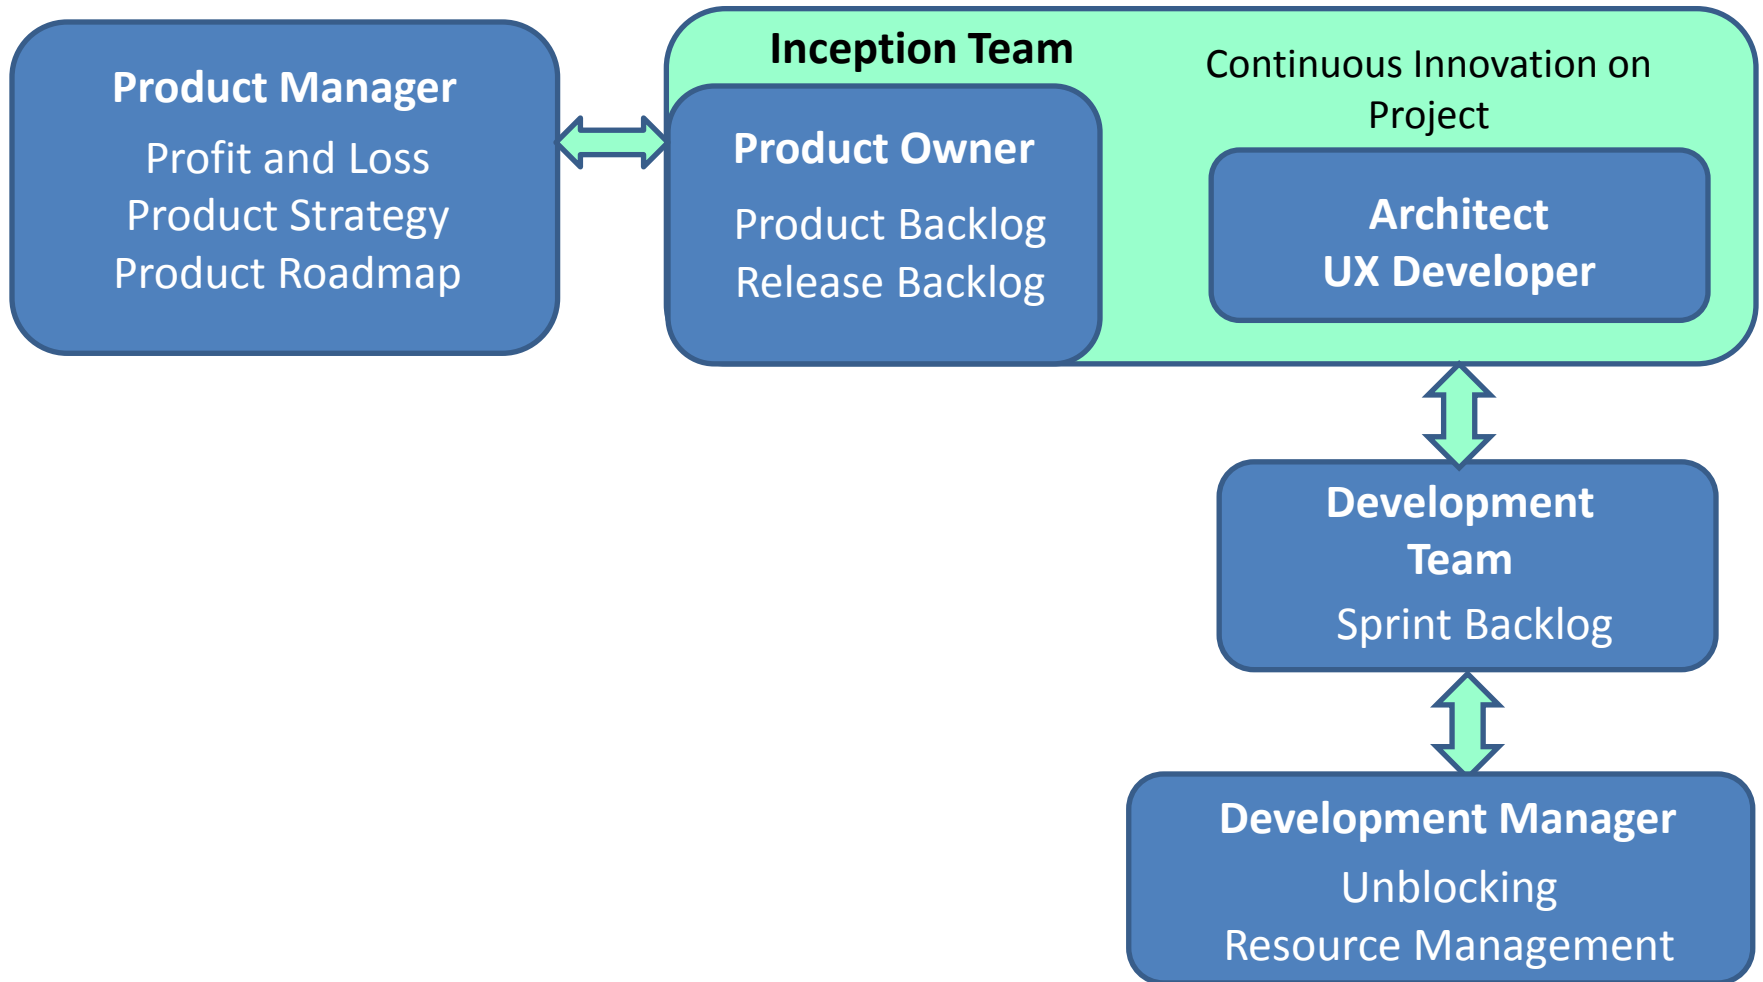 Product Manager
Profit and Loss
Product Strategy
Product Roadmap
Inception Team
Product Owner
Product Backlog
Release Backlog
Continuous Innovation on
Project
Architect
UX Developer
Development
Team
Sprint Backlog
Development Manager
Unblocking
Resource Management